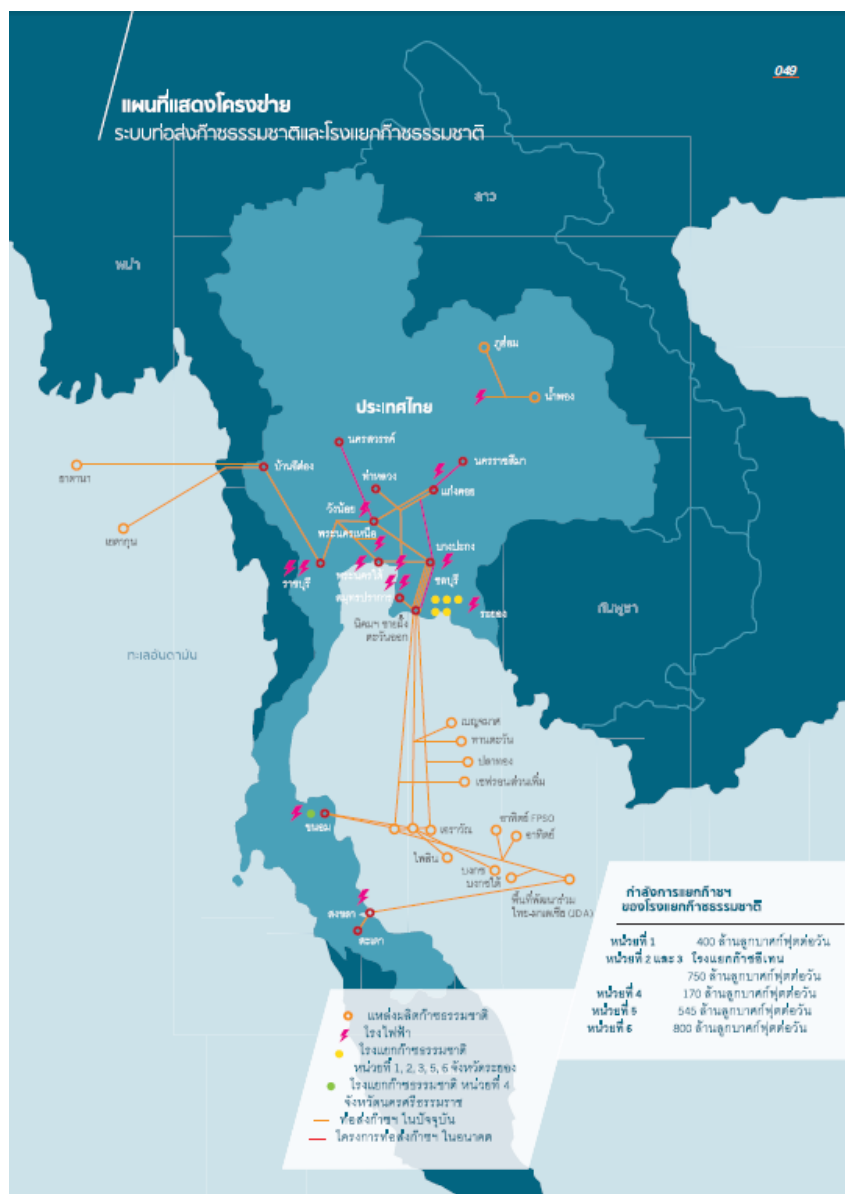 049
แผนที่แสดงโครงข่าย
ระบบท่อส่งก๊าซธรรมชาติและโรงแยกก๊าซธรรมชาติ
ลาว
พม่า
ภูฮ่อม
น้ำพอง
ประเทศไทย
นครสวรรค์
นครราชสีมา
บ้านอีต่อง
ท่าหลวง
แก่งคอย
ยาดานา
วังน้อย
เยตากุน
พระนครเหนือ
บางปะกง
ราชบุรี
พระนครใต้
ชลบุรี
สมุทรปราการ
ระยอง
กัมพูชา
นิคมฯ ชายฝั่ง
ตะวันออก
ทะเลอันดามัน
เบญจมาศ
ทานตะวัน
ปลาทอง
เชฟรอนส่วนเพิ่ม
ขนอม
เอราวัณ
อาทิตย์ FPSO
อาทิตย์
ไพลิน
บงกช
บงกชใต้
พื้นที่พัฒนาร่วม
ไทย-มาเลเซีย (JDA)
สงขลา
สะเดา
กำลังการแยกก๊าซฯ
ของโรงแยกก๊าซธรรมชาติ
หน่วยที่ 1 400 ล้านลูกบาศก์ฟุตต่อวัน
หน่วยที่ 2 และ 3 โรงแยกก๊าซอีเทน
750 ล้านลูกบาศก์ฟุตต่อวัน
หน่วยที่ 4 170 ล้านลูกบาศก์ฟุตต่อวัน
หน่วยที่ 5 545 ล้านลูกบาศก์ฟุตต่อวัน
หน่วยที่ 6 800 ล้านลูกบาศก์ฟุตต่อวัน
แหล่งผลิตก๊าซธรรมชาติ
โรงไฟฟ้า
โรงแยกก๊าซธรรมชาติ
หน่วยที่ 1, 2, 3, 5, 6 จังหวัดระยอง
โรงแยกก๊าซธรรมชาติ หน่วยที่ 4
จังหวัดนครศรีธรรมราช
ท่อส่งก๊าซฯ ในปัจจุบัน
โครงการท่อส่งก๊าซฯ ในอนาคต